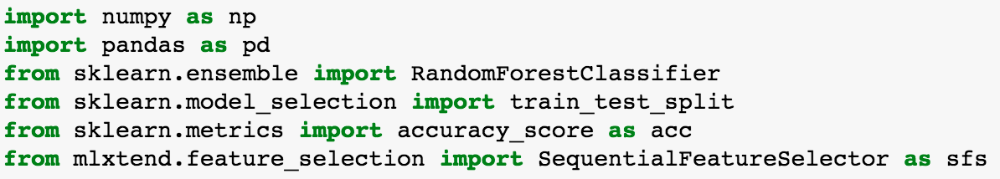 import numpy as np
import pandas as pd
from sklearn.ensemble import RandomForestClassifier
from sklearn.model_selection import train_test_split
from sklearn.metrics import accuracy_score as acc
from mlxtend.feature_selection import SequentialFeatureSelector as sfs